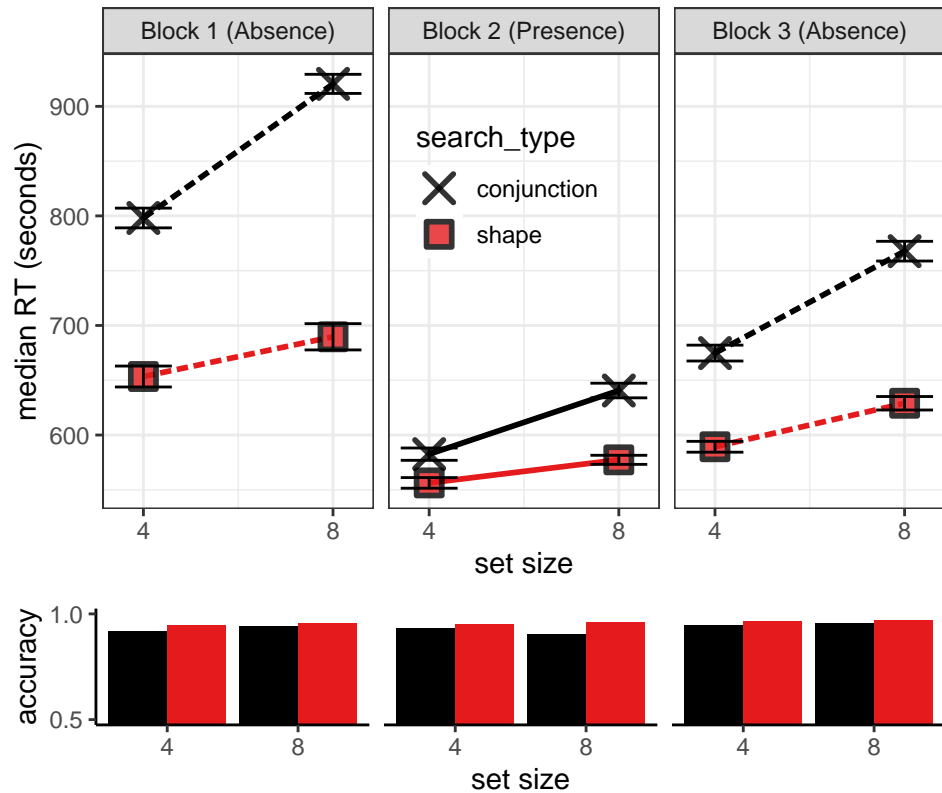 Block 1 (Absence)
Block 2 (Presence)
Block 3 (Absence)
median RT (seconds)
900
800
700
600
search_type
conjunction
shape
4
8
4
8
4
8
set size
accuracy
1.0
0.5
4
8
4
8
4
8
set size